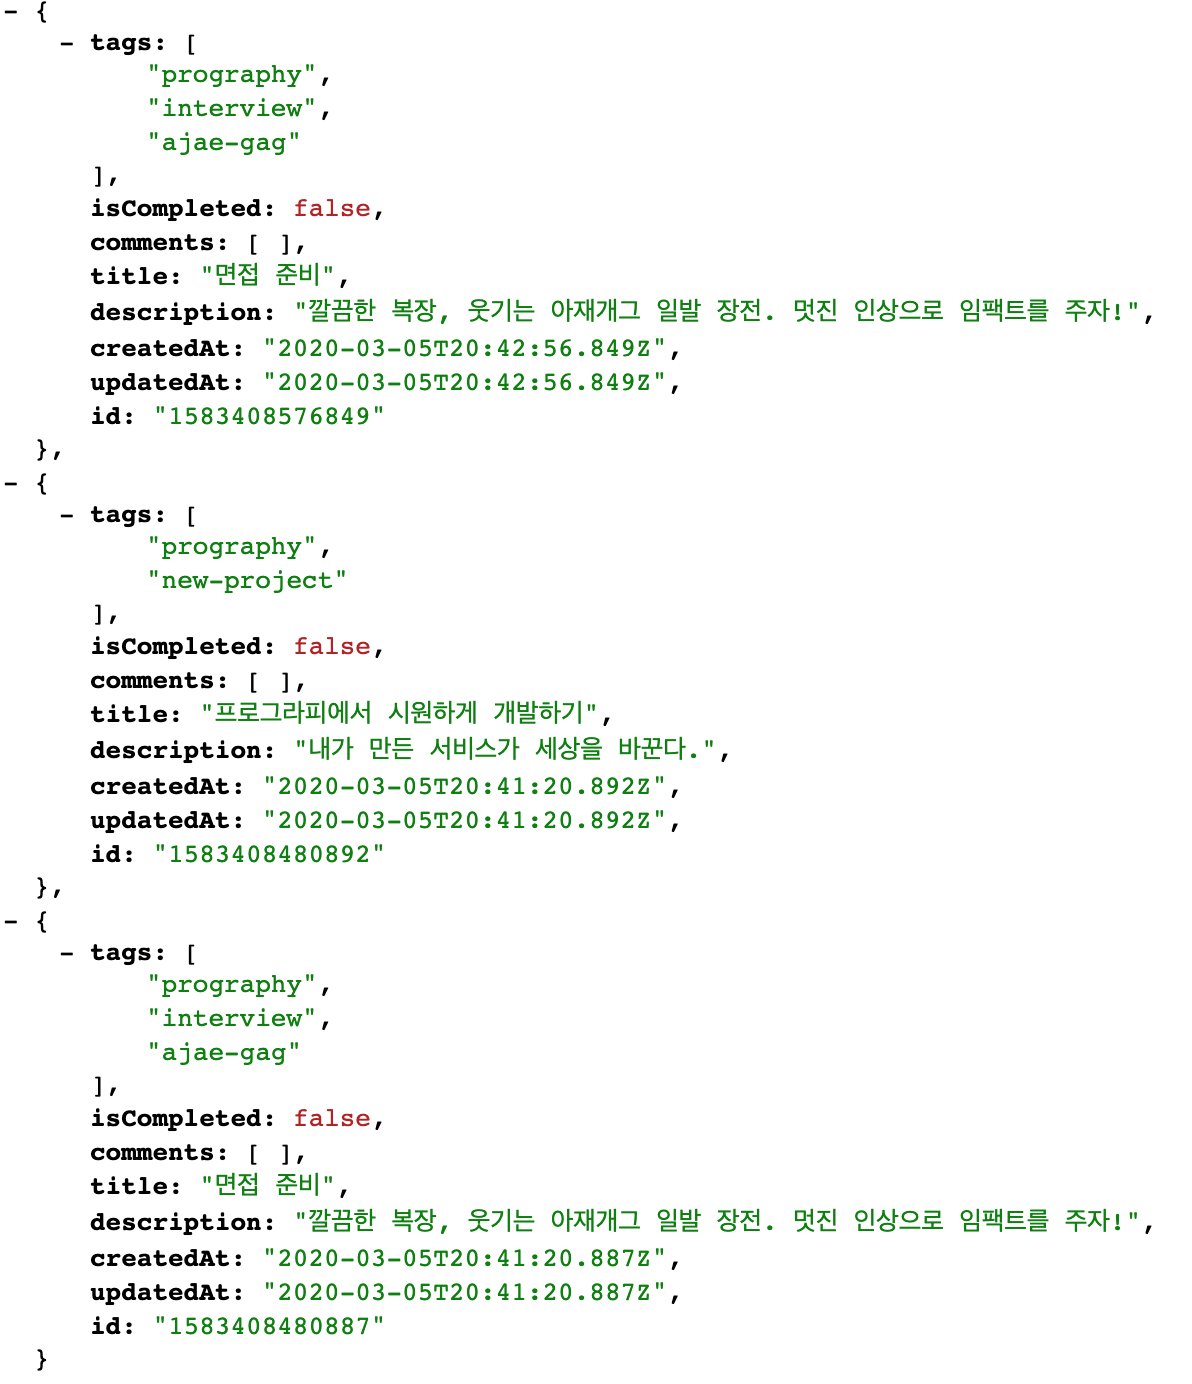 - {
- tags: [
"prography",
"interview",
"ajae-gag"
],
isCompleted: false,
comments: [ ],
title: "면접 준비",
description: "깔끔한 복장, 웃기는 아재개그 일발 장전. 멋진 인상으로 임팩트를 주자!",
createdAt: "2020-03-05T20:42:56.849Z",
updatedAt: "2020-03-05T20:42:56.849Z",
id: "1583408576849"
},
- {
- tags: [
"prography",
"new-project"
],
isCompleted: false,
comments: [ ],
title: "프로그라피에서 시원하게 개발하기",
description: "내가 만든 서비스가 세상을 바꾼다.",
createdAt: "2020-03-05T20:41:20.892Z",
updatedAt: "2020-03-05T20:41:20.892Z",
id: "1583408480892"
},
- {
- tags: [
"prography",
"interview",
"ajae-gag"
],
isCompleted: false,
comments: [ ],
title: "면접 준비",
description: "깔끔한 복장, 웃기는 아재개그 일발 장전. 멋진 인상으로 임팩트를 주자!",
createdAt: "2020-03-05T20:41:20.887Z",
updatedAt: "2020-03-05T20:41:20.887Z",
id: "1583408480887"
}